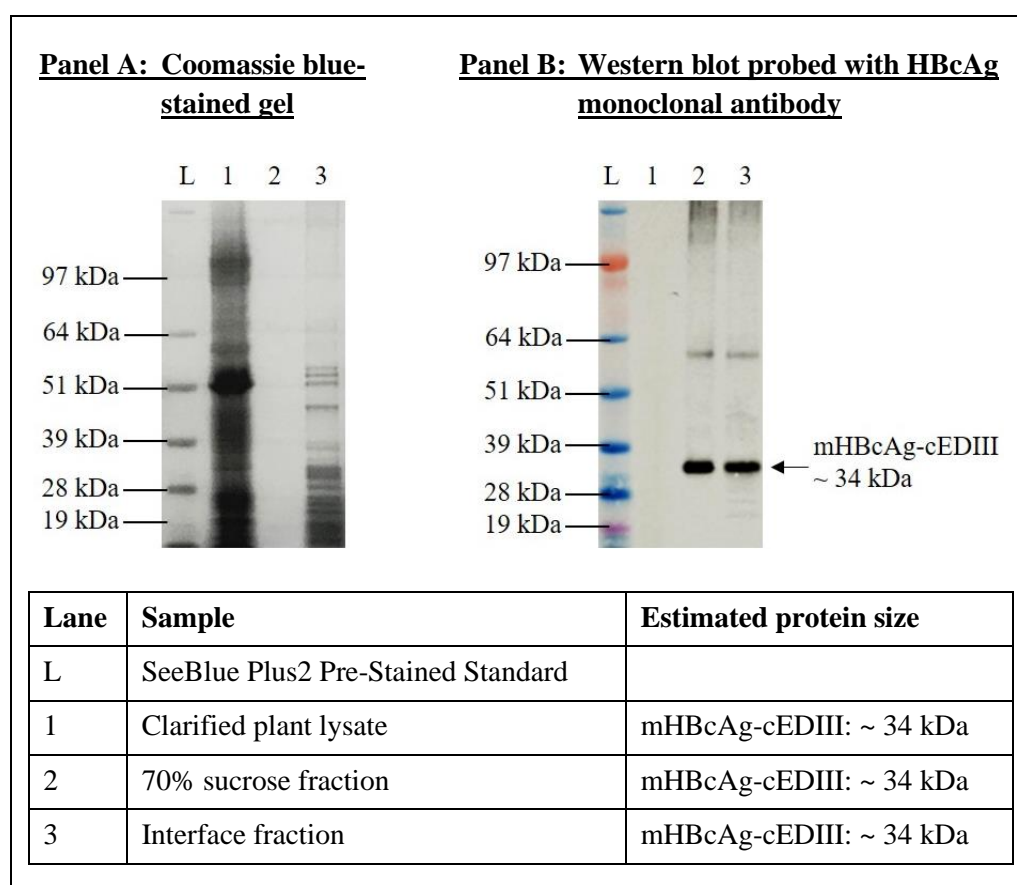 Panel A: Coomassie blue-
stained gel
Panel B: Western blot probed with HBcAg
monoclonal antibody
L 1 2 3
97 kDa
64 kDa
51 kDa
39 kDa
28 kDa
19 kDa
L 1 2 3
97 kDa
64 kDa
51 kDa
39 kDa
28 kDa
19 kDa
mHBcAg-cEDIII
~ 34 kDa
Lane Sample Estimated protein size
L SeeBlue Plus2 Pre-Stained Standard
1 Clarified plant lysate mHBcAg-cEDIII: ~ 34 kDa
2 70% sucrose fraction mHBcAg-cEDIII: ~ 34 kDa
3 Interface fraction mHBcAg-cEDIII: ~ 34 kDa